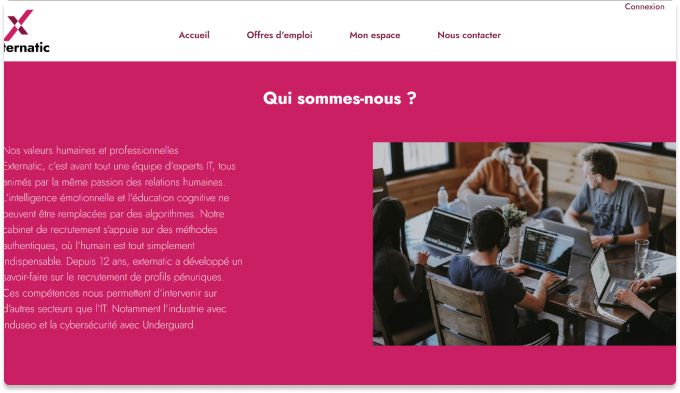 Connexion
ternatic
Accueil
Offres d'emploi
Mon espace
Nous contacter
Qui sommes-nous ?
Nos valeurs humaines et professionnelles
Externatic, c'est avant tout une équipe d'experts IT, tous
animés par la même passion des relations humaines.
L'intelligence émotionnelle et l'éducation cognitive ne
peuvent être remplacées par des algorithmes. Notre
cabinet de recrutement s'appuie sur des méthodes
authentiques, où l'humain est tout simplement
indispensable. Depuis 12 ans, externatic a développé un
savoir-faire sur le recrutement de profils pénuriques.
Ces compétences nous permettent d'intervenir sur
d'autres secteurs que l'IT. Notamment l'industrie avec
Induseo et la cybersécurité avec Underguard